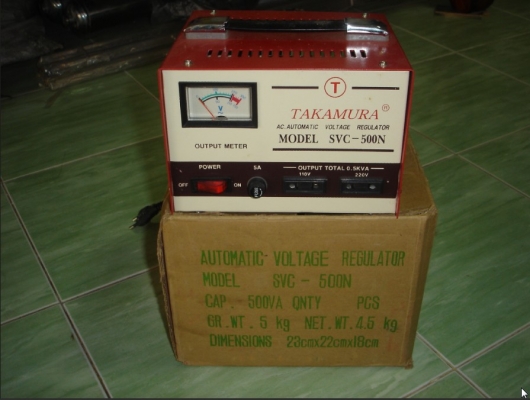 T
TAKAMURA ®
AC AUTOMATIC VOLTAGE REGULATOR
MODEL SVC-500N
V
OUTPUT METER
POWER 5A OUTPUT TOTAL 0.5KVA
110V 220V
OFF ON
AUTOMATIC-VOLTAGE REGULATOR
MODEL SVC - 500N
CAP.- 500VA QNTY PCS
GR.WT. 5 kg NET.WT. 4.5 kg
DIMENSIONS 23cmx22cmx16cm